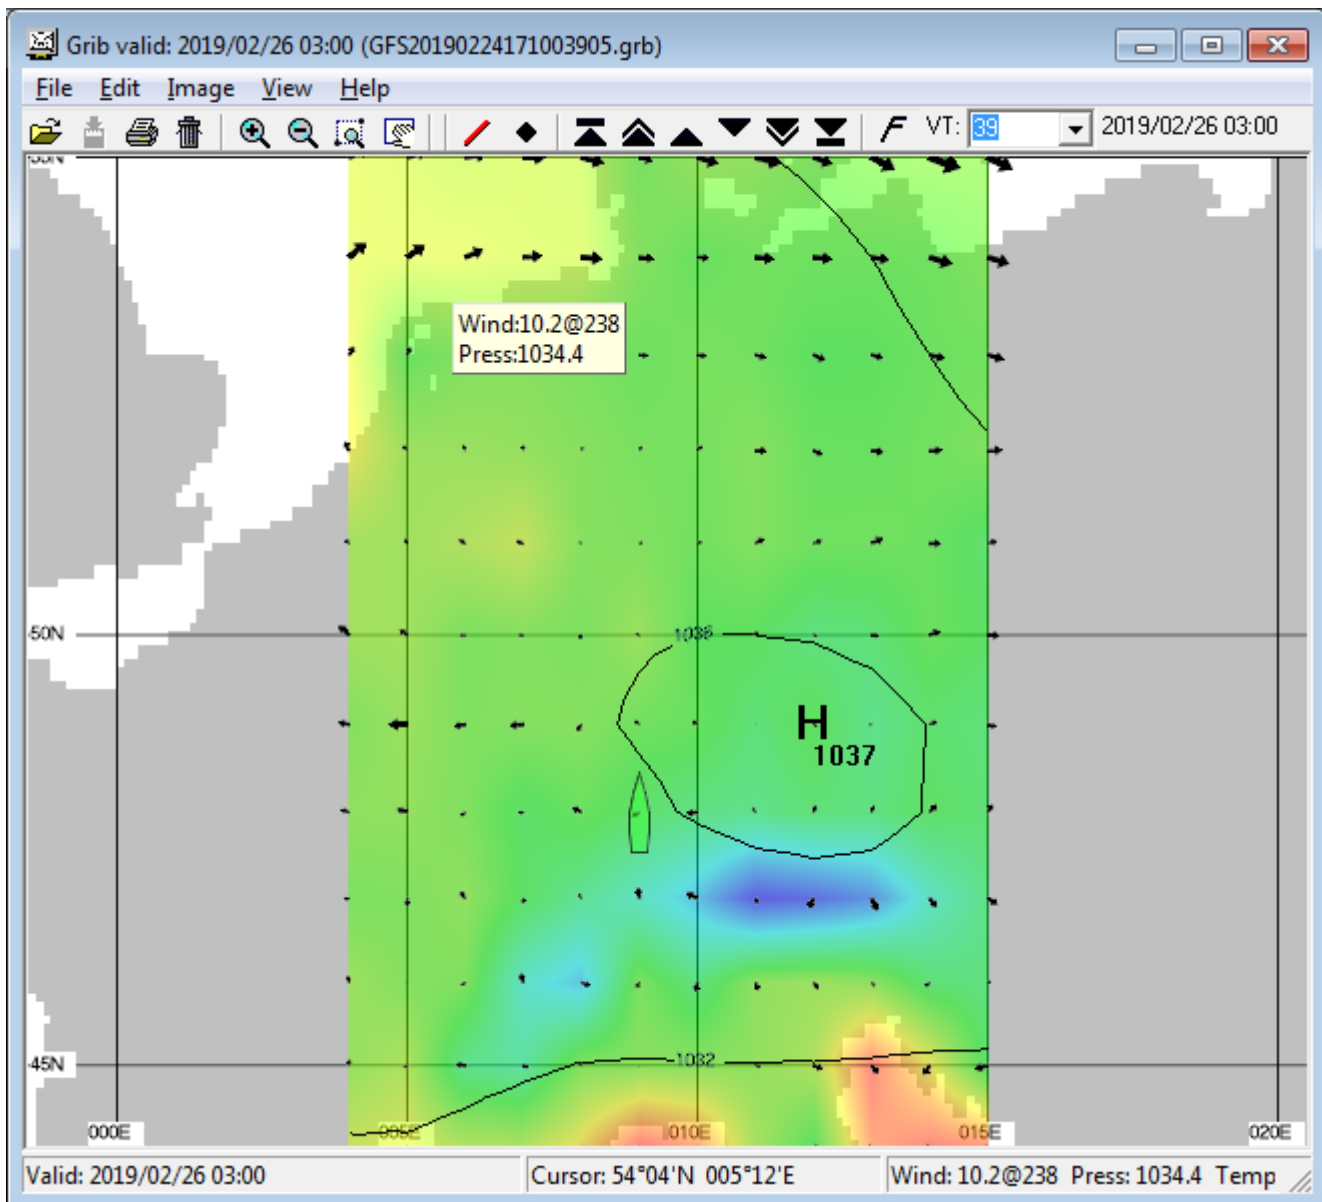 Grib valid: 2019/02/26 03:00 (GFS20190224171003905.grb)
File Edit Image View Help
F VT: 39 2019/02/26 03:00
Wind:10.2@238
Press:1034.4
50N
1036
H
1037
45N
1032
000E 005E 010E 015E 020E
Valid: 2019/02/26 03:00 Cursor: 54°04'N 005°12'E Wind: 10.2@238 Press: 1034.4 Temp